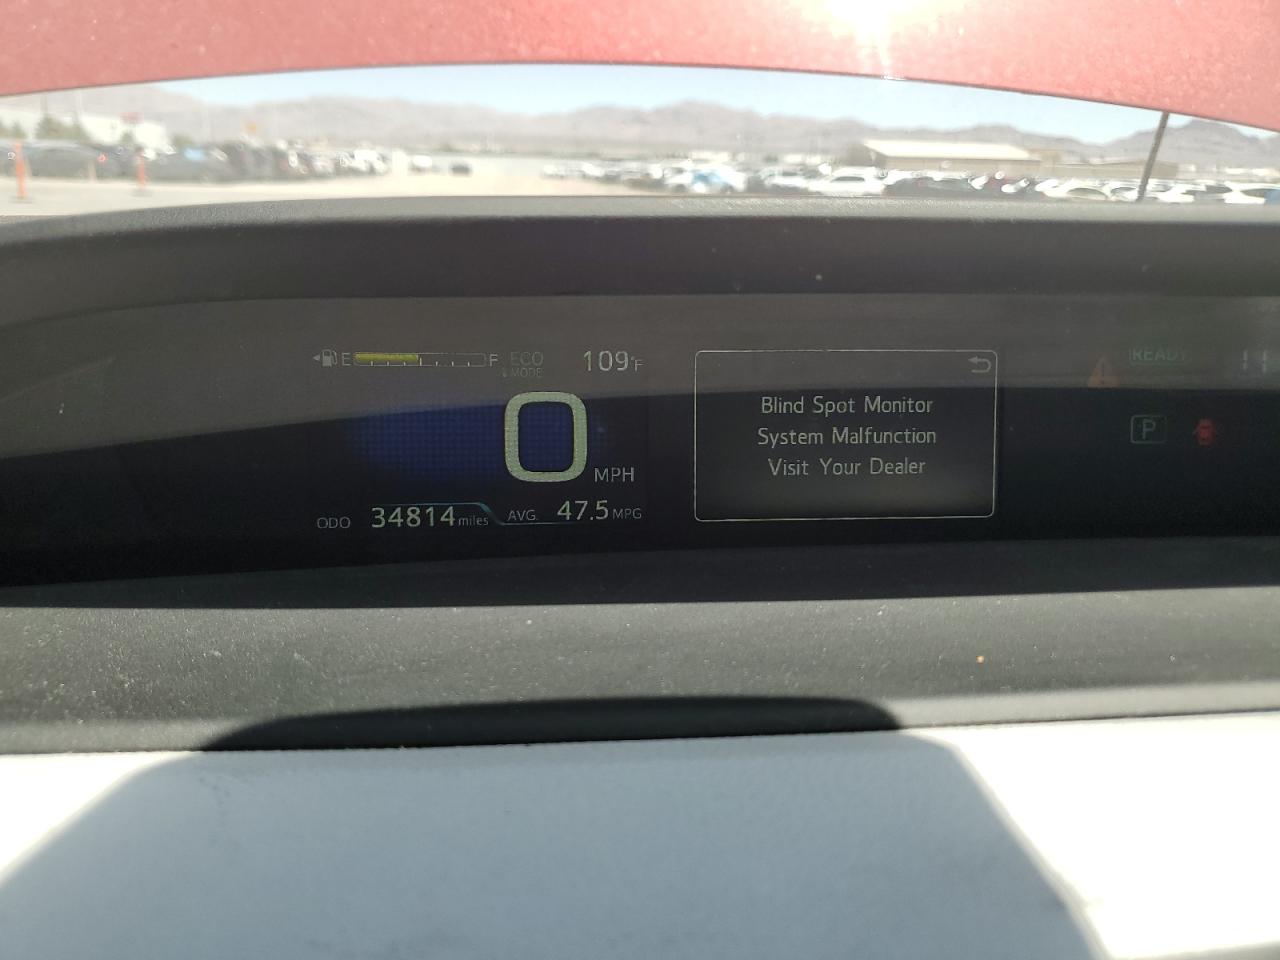 E F ECO MODE 109°F
0 MPH
ODO 34814 miles AVG. 47.5 MPG
Blind Spot Monitor
System Malfunction
Visit Your Dealer
READY
P